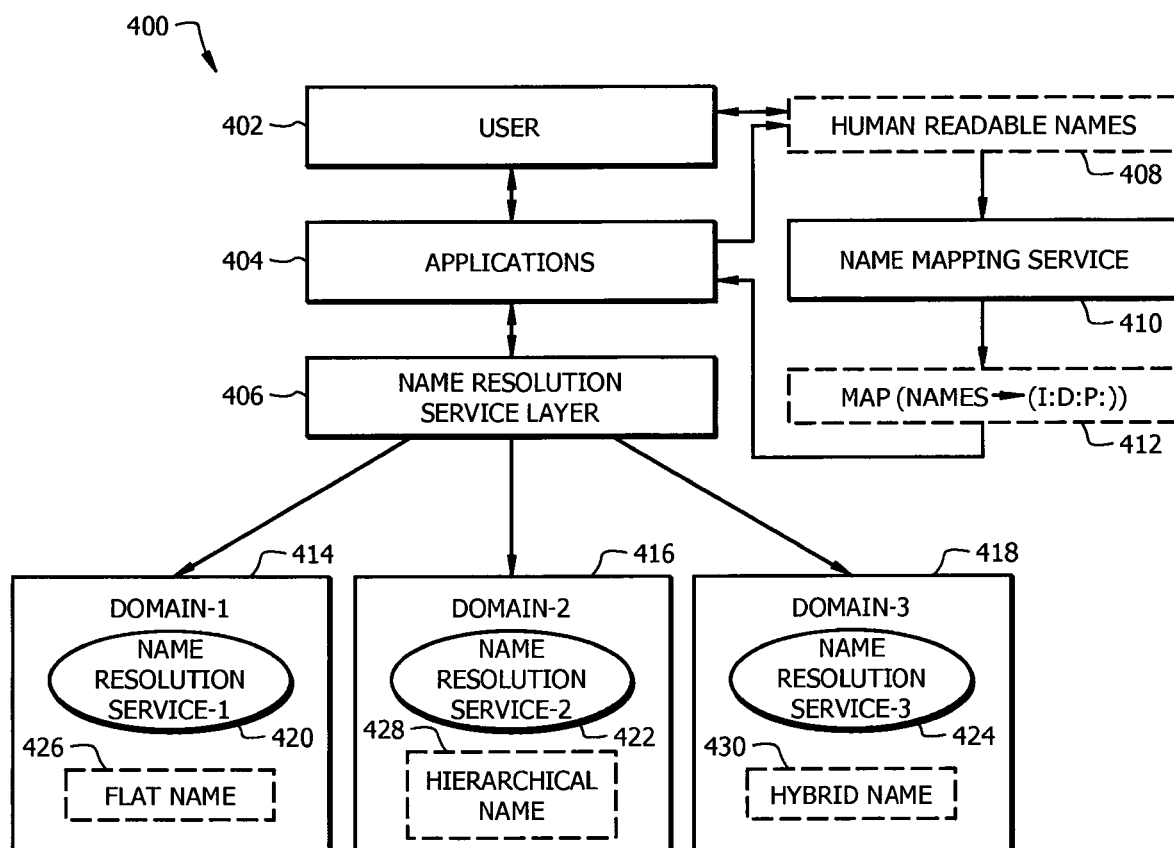 400
402
USER
HUMAN READABLE NAMES
408
404
APPLICATIONS
NAME MAPPING SERVICE
410
406
NAME RESOLUTION
SERVICE LAYER
MAP (NAMES → (I:D:P:))
412
414
416
418
DOMAIN-1
NAME
RESOLUTION
SERVICE-1
420
426
FLAT NAME
DOMAIN-2
NAME
RESOLUTION
SERVICE-2
422
428
HIERARCHICAL
NAME
DOMAIN-3
NAME
RESOLUTION
SERVICE-3
424
430
HYBRID NAME